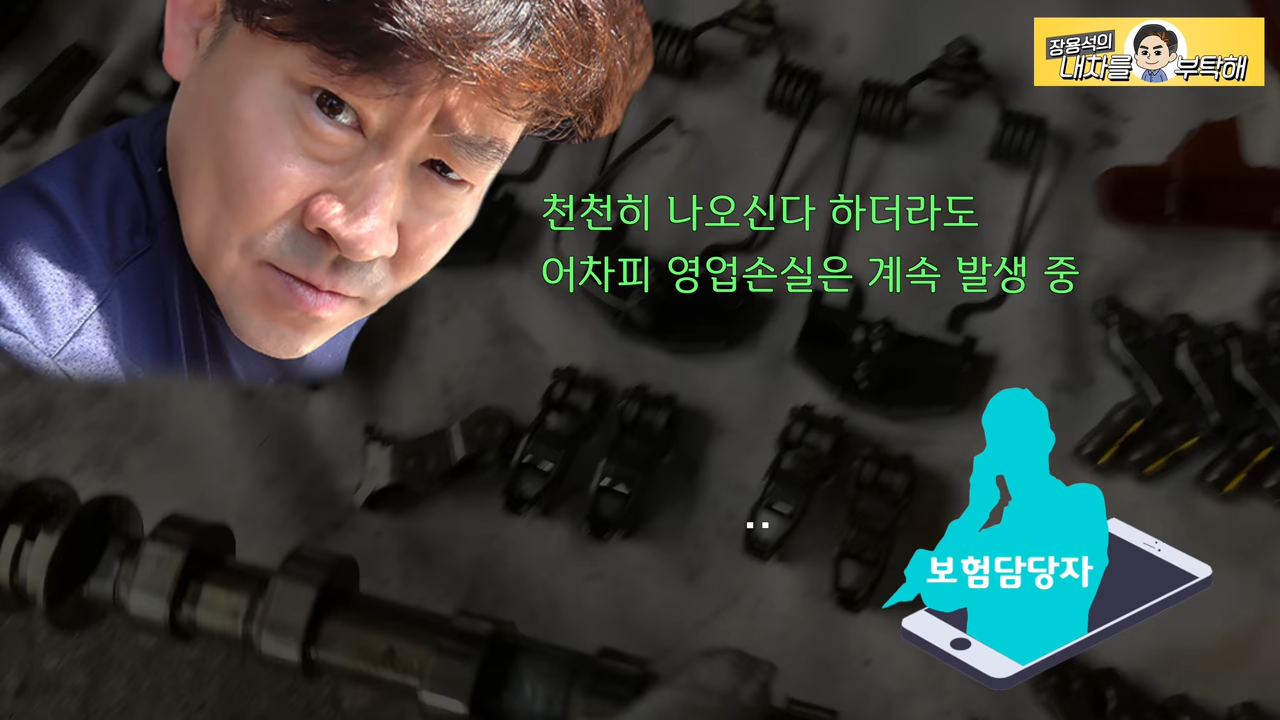 장용석의
내차를 부탁해
천천히 나오신다 하더라도
어차피 영업손실은 계속 발생 중
..
보험담당자